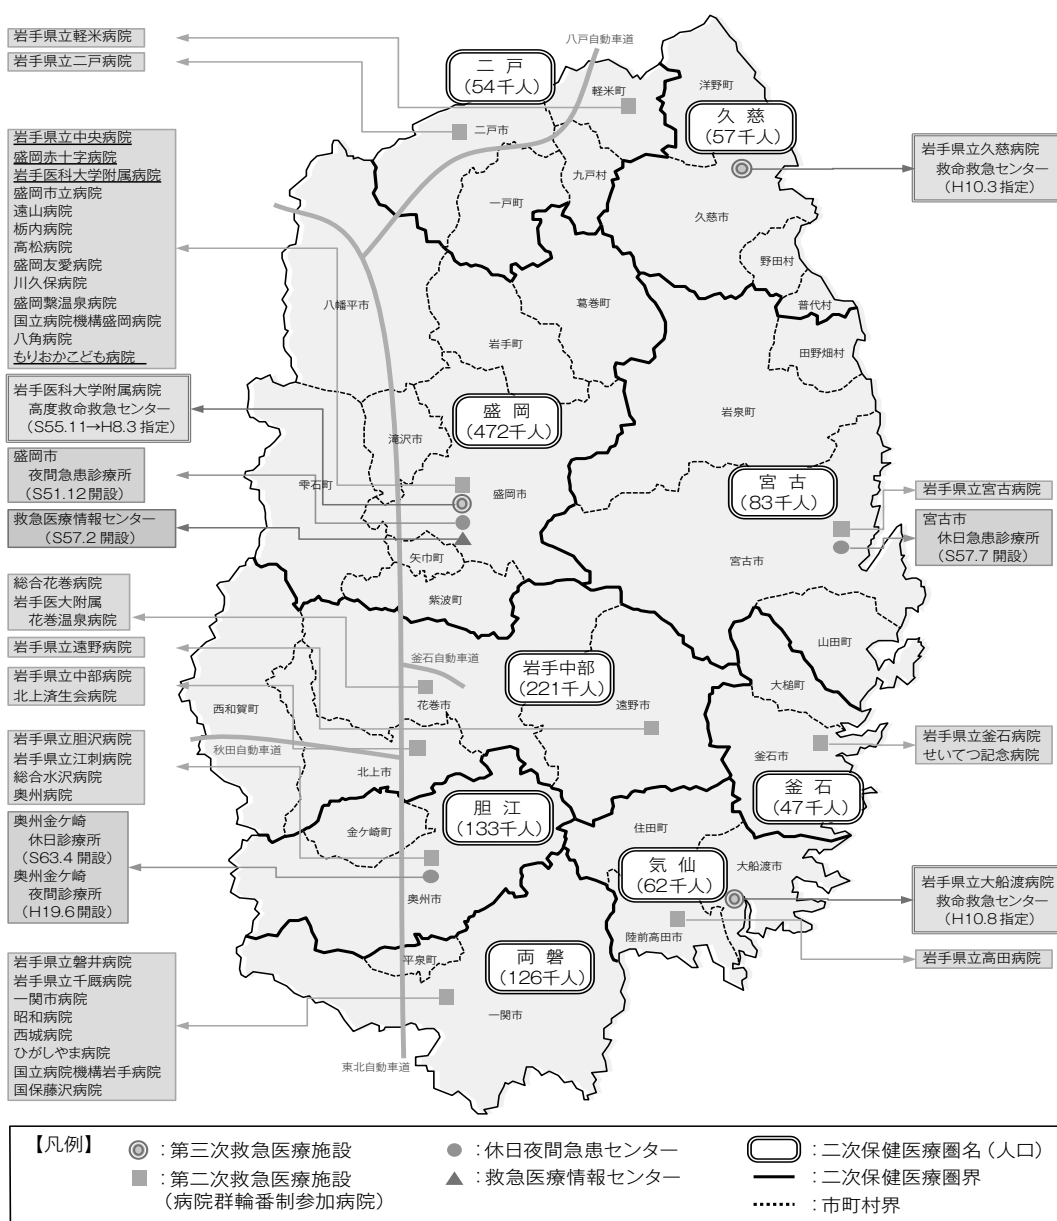 岩手県立軽米病院
岩手県立二戸病院
岩手県立中央病院
盛岡赤十字病院
岩手医科大学附属病院
盛岡市立病院
遠山病院
栃内病院
高松病院
盛岡友愛病院
川久保病院
盛岡繋温泉病院
国立病院機構盛岡病院
八角病院
もりおかこども病院
岩手医科大学附属病院
高度救命救急センター
(S55.11→H8.3指定)
盛岡市
夜間急患診療所
(S51.12開設)
救急医療情報センター
(S57.2開設)
総合花巻病院
岩手医大附属
花巻温泉病院
岩手県立遠野病院
岩手県立中部病院
北上済生会病院
岩手県立胆沢病院
岩手県立江刺病院
総合水沢病院
奥州病院
奥州金ケ崎
休日診療所
(S63.4開設)
奥州金ケ崎
夜間診療所
(H19.6開設)
岩手県立磐井病院
岩手県立千厩病院
一関市病院
昭和病院
西城病院
ひがしやま病院
国立病院機構岩手病院
国保藤沢病院
八戸自動車道
二戸
(54千人)
軽米町
洋野町
久慈
(57千人)
二戸市
九戸村
一戸町
久慈市
野田村
普代村
八幡平市
葛巻町
田野畑村
岩手町
岩泉町
盛岡
(472千人)
滝沢市
雫石町
盛岡市
宮古
(83千人)
矢巾町
宮古市
紫波町
山田町
釜石自動車道
岩手中部
(221千人)
大槌町
花巻市
遠野市
西和賀町
秋田自動車道
北上市
釜石市
釜石
(47千人)
胆江
(133千人)
金ケ崎町
住田町
気仙
(62千人)
大船渡市
奥州市
陸前高田市
平泉町
両磐
(126千人)
一関市
東北自動車道
岩手県立久慈病院
救命救急センター
(H10.3指定)
岩手県立宮古病院
宮古市
休日急患診療所
(S57.7開設)
岩手県立釜石病院
せいてつ記念病院
岩手県立大船渡病院
救命救急センター
(H10.8指定)
岩手県立高田病院
【凡例】
:第三次救急医療施設
:第二次救急医療施設
(病院群輪番制参加病院)
:休日夜間急患センター
:救急医療情報センター
:二次保健医療圏名(人口)
:二次保健医療圏界
:市町村界